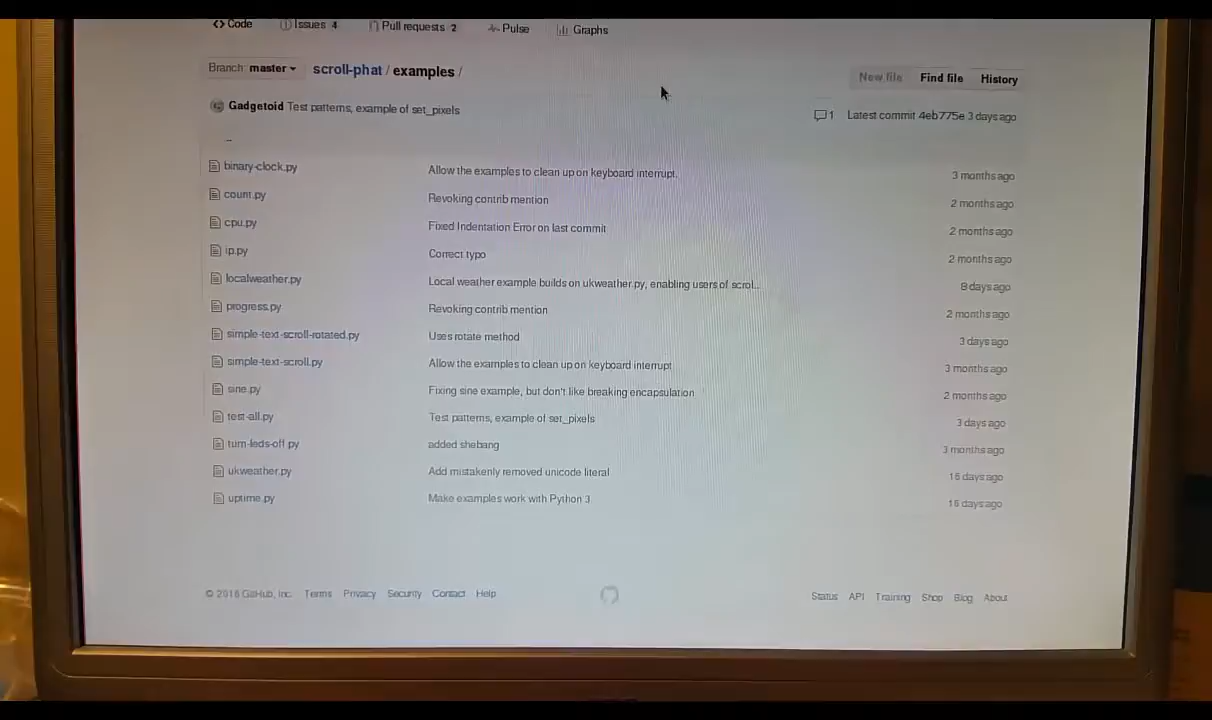 <> Code Issues 4 Pull requests 2 Pulse Graphs
Branch: master scroll-phat / examples / New file Find file History
Gadgetoid Test patterns, example of set_pixels 1 Latest commit 4eb775e 3 days ago
..
binary-clock.py Allow the examples to clean up on keyboard interrupt. 3 months ago
count.py Revoking contrib mention 2 months ago
cpu.py Fixed Indentation Error on last commit 2 months ago
ip.py Correct typo 2 months ago
localweather.py Local weather example builds on ukweather.py, enabling users of scrol... 8 days ago
progress.py Revoking contrib mention 2 months ago
simple-text-scroll-rotated.py Uses rotate method 3 days ago
simple-text-scroll.py Allow the examples to clean up on keyboard interrupt 3 months ago
sine.py Fixing sine example, but don't like breaking encapsulation 2 months ago
test-all.py Test patterns, example of set_pixels 3 days ago
turn-leds-off.py added shebang 3 months ago
ukweather.py Add mistakenly removed unicode literal 16 days ago
uptime.py Make examples work with Python 3 16 days ago
© 2016 GitHub, Inc. Terms Privacy Security Contact Help Status API Training Shop Blog About